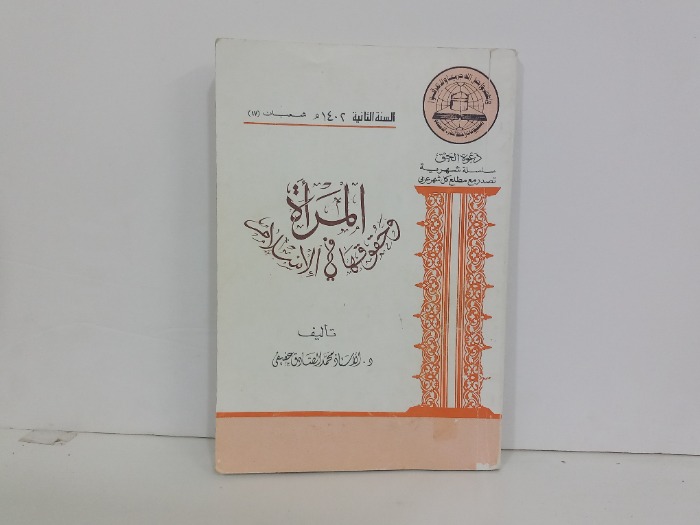 السنة الثانية ١٤٠٢ م شعبان (١٧)
دعوة الحق
سلسلة شهرية
تصدر مع مطلع كل شهر عربي
المرأة
وحقوقها في الإسلام
تأليف
د. الأستاذ محمد الصادق عفيفي